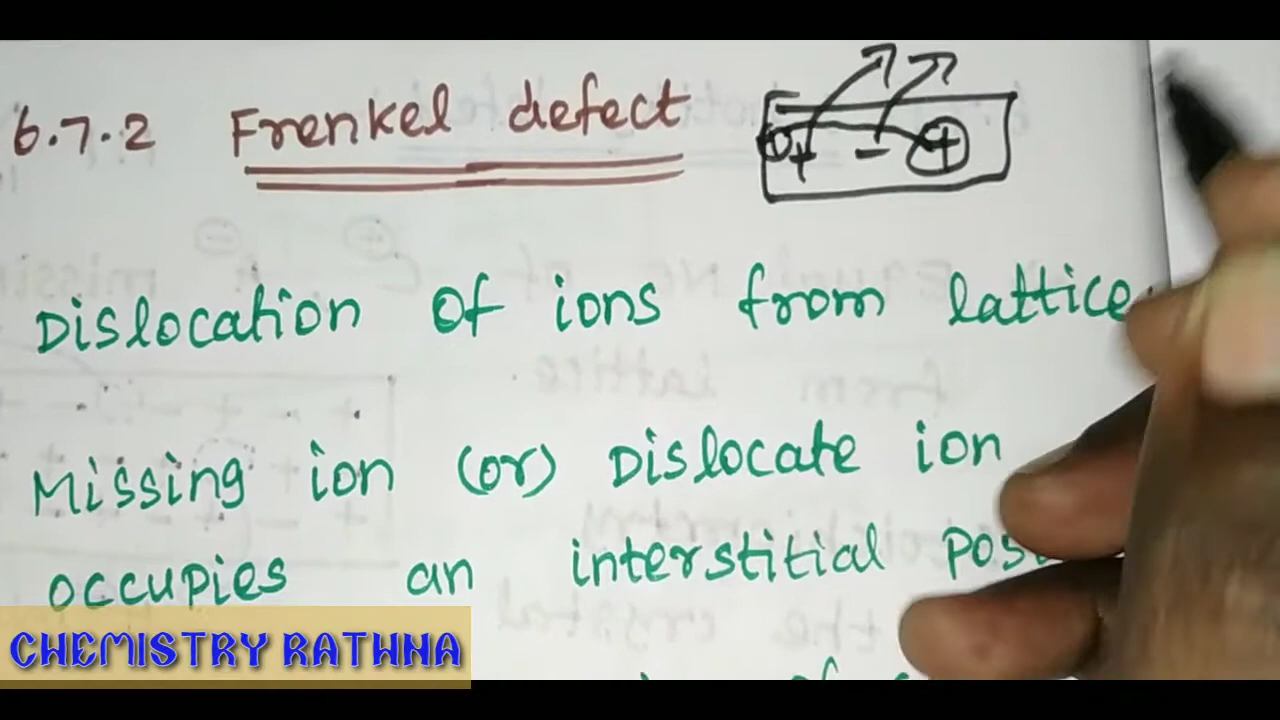 6.7.2 Frenkel defect
+ - +
Dislocation of ions from lattice
Missing ion (or) Dislocate ion
occupies an interstitial
CHEMISTRY RATHNA